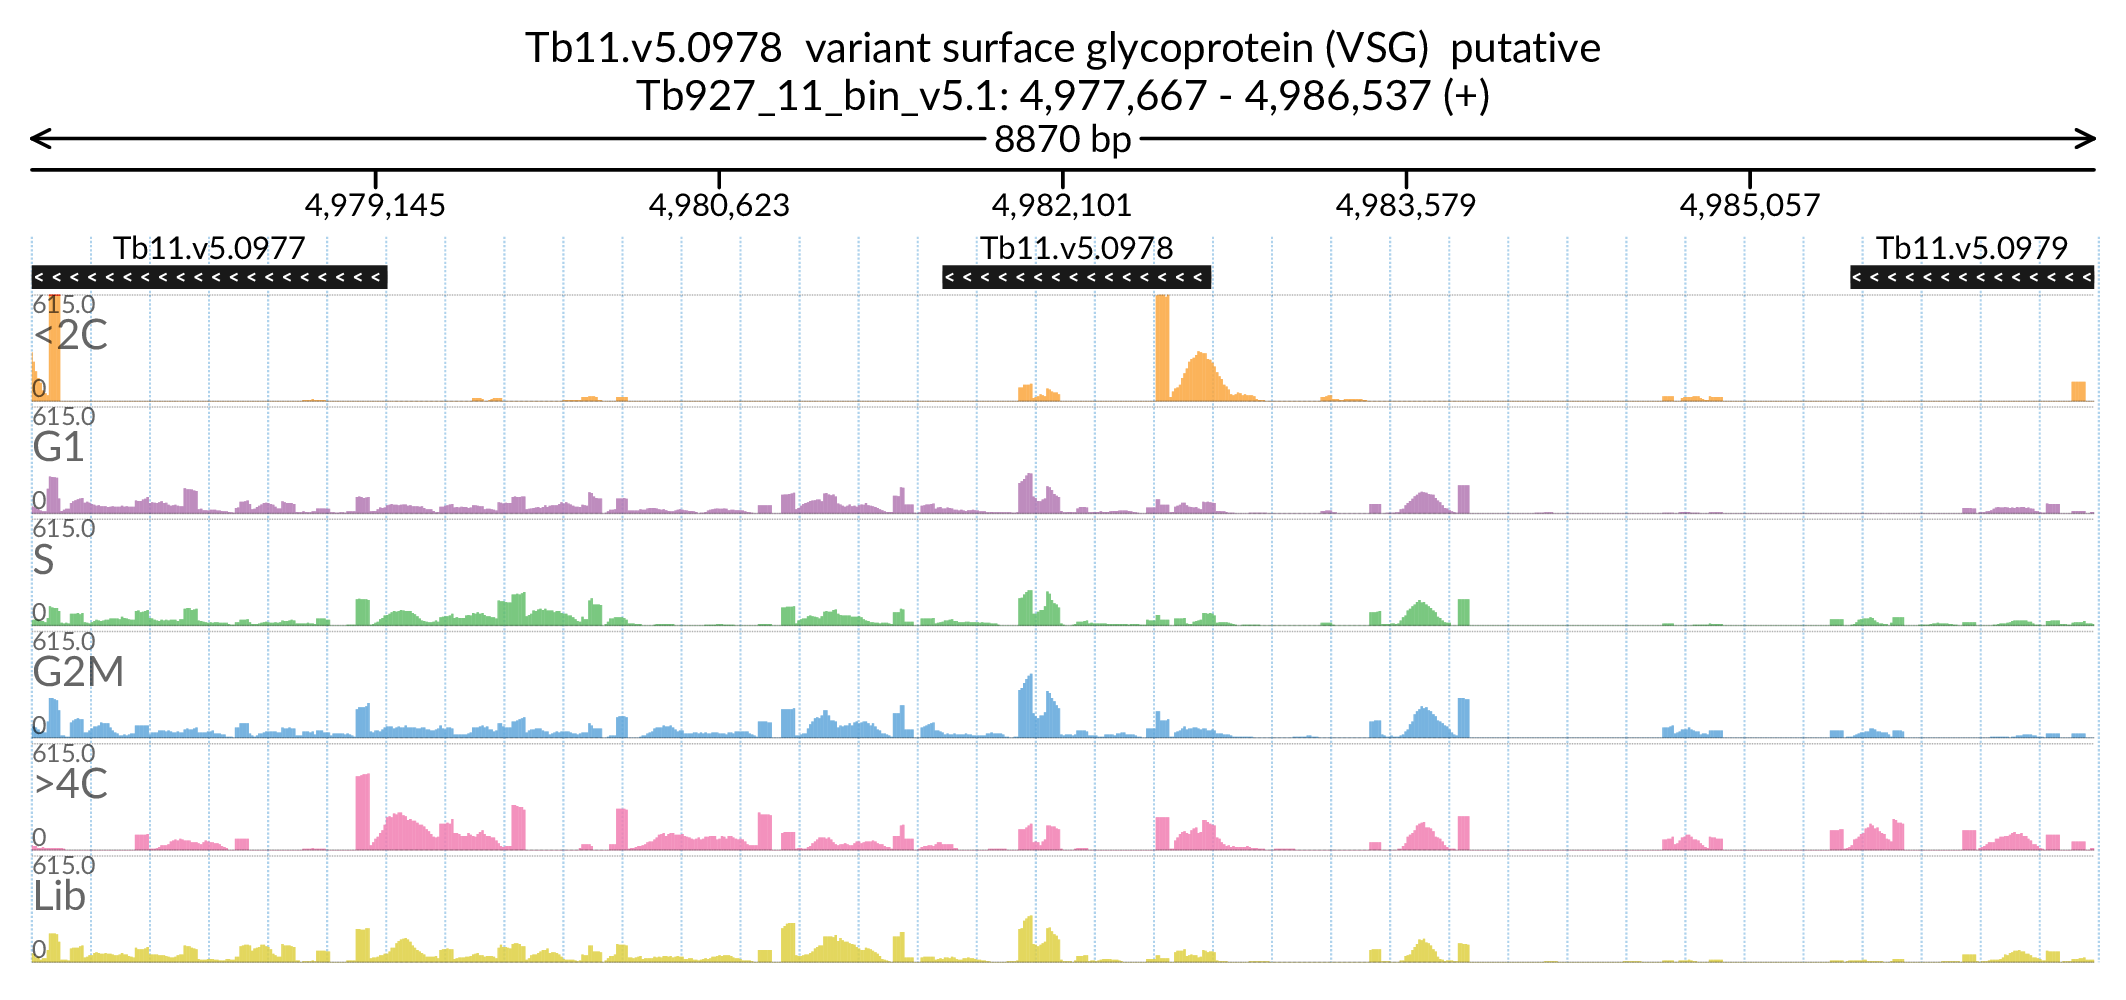 Tb11.v5.0978 variant surface glycoprotein (VSG) putative
Tb927_11_bin_v5.1: 4,977,667 - 4,986,537 (+)
8870 bp
4,979,145 4,980,623 4,982,101 4,983,579 4,985,057
Tb11.v5.0977 Tb11.v5.0978 Tb11.v5.0979
615.0
<2C
0
615.0
G1
0
615.0
S
0
615.0
G2M
0
615.0
>4C
0
615.0
Lib
0